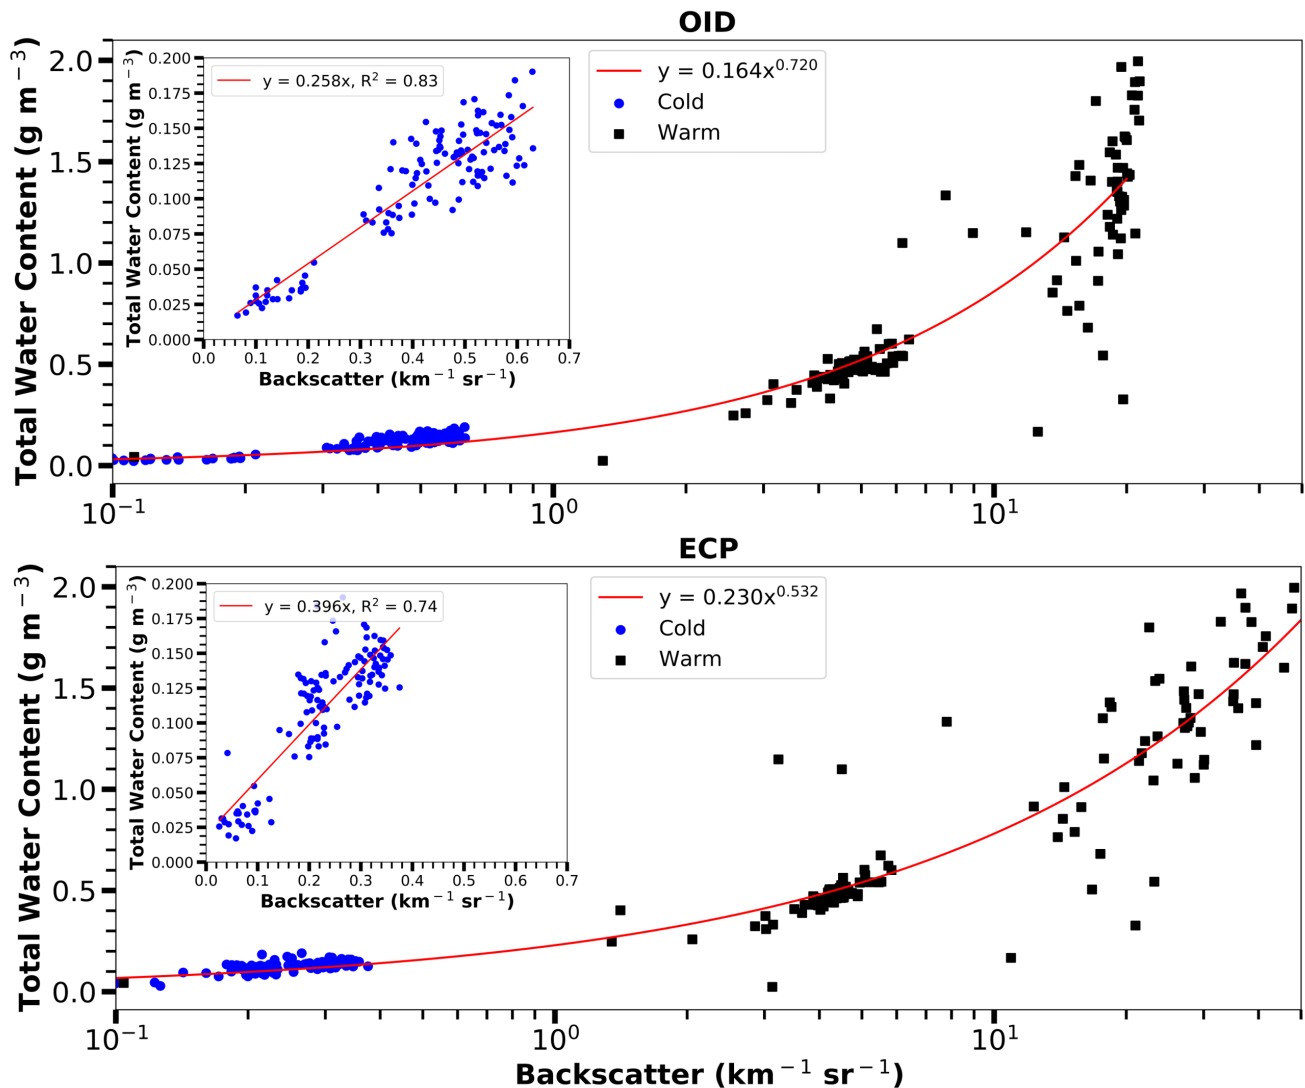 OID
Total Water Content (g m⁻³)
2.0
1.5
1.0
0.5
0.0
10⁻¹
10⁰
10¹
y = 0.164x^0.720
Cold
Warm
Total Water Content (g m⁻³)
0.200
0.175
0.150
0.125
0.100
0.075
0.050
0.025
0.000
y = 0.258x, R² = 0.83
0.0 0.1 0.2 0.3 0.4 0.5 0.6 0.7
Backscatter (km⁻¹ sr⁻¹)
ECP
Total Water Content (g m⁻³)
2.0
1.5
1.0
0.5
0.0
10⁻¹
10⁰
10¹
y = 0.230x^0.532
Cold
Warm
Total Water Content (g m⁻³)
0.200
0.175
0.150
0.125
0.100
0.075
0.050
0.025
0.000
y = 0.396x, R² = 0.74
0.0 0.1 0.2 0.3 0.4 0.5 0.6 0.7
Backscatter (km⁻¹ sr⁻¹)
Backscatter (km⁻¹ sr⁻¹)